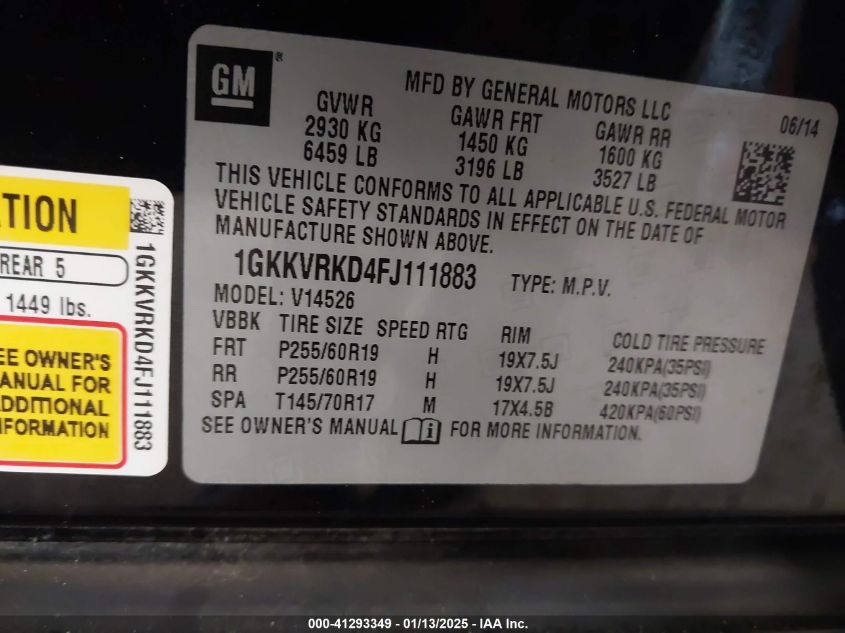 GM ®
MFD BY GENERAL MOTORS LLC
06/14
GVWR GAWR FRT GAWR RR
2930 KG 1450 KG 1600 KG
6459 LB 3196 LB 3527 LB
THIS VEHICLE CONFORMS TO ALL APPLICABLE U.S. FEDERAL MOTOR
VEHICLE SAFETY STANDARDS IN EFFECT ON THE DATE OF
MANUFACTURE SHOWN ABOVE.
1GKKVRKD4FJ111883 TYPE: M.P.V.
MODEL: V14526
VBBK TIRE SIZE SPEED RTG RIM COLD TIRE PRESSURE
FRT P255/60R19 H 19X7.5J 240KPA(35PSI)
RR P255/60R19 H 19X7.5J 240KPA(35PSI)
SPA T145/70R17 M 17X4.5B 420KPA(60PSI)
SEE OWNER'S MANUAL i FOR MORE INFORMATION.
ATION
REAR 5
1449 lbs.
EE OWNER'S
MANUAL FOR
ADDITIONAL
NFORMATION
1GKKVRKD4FJ111883
000-41293349 - 01/13/2025 - IAA Inc.